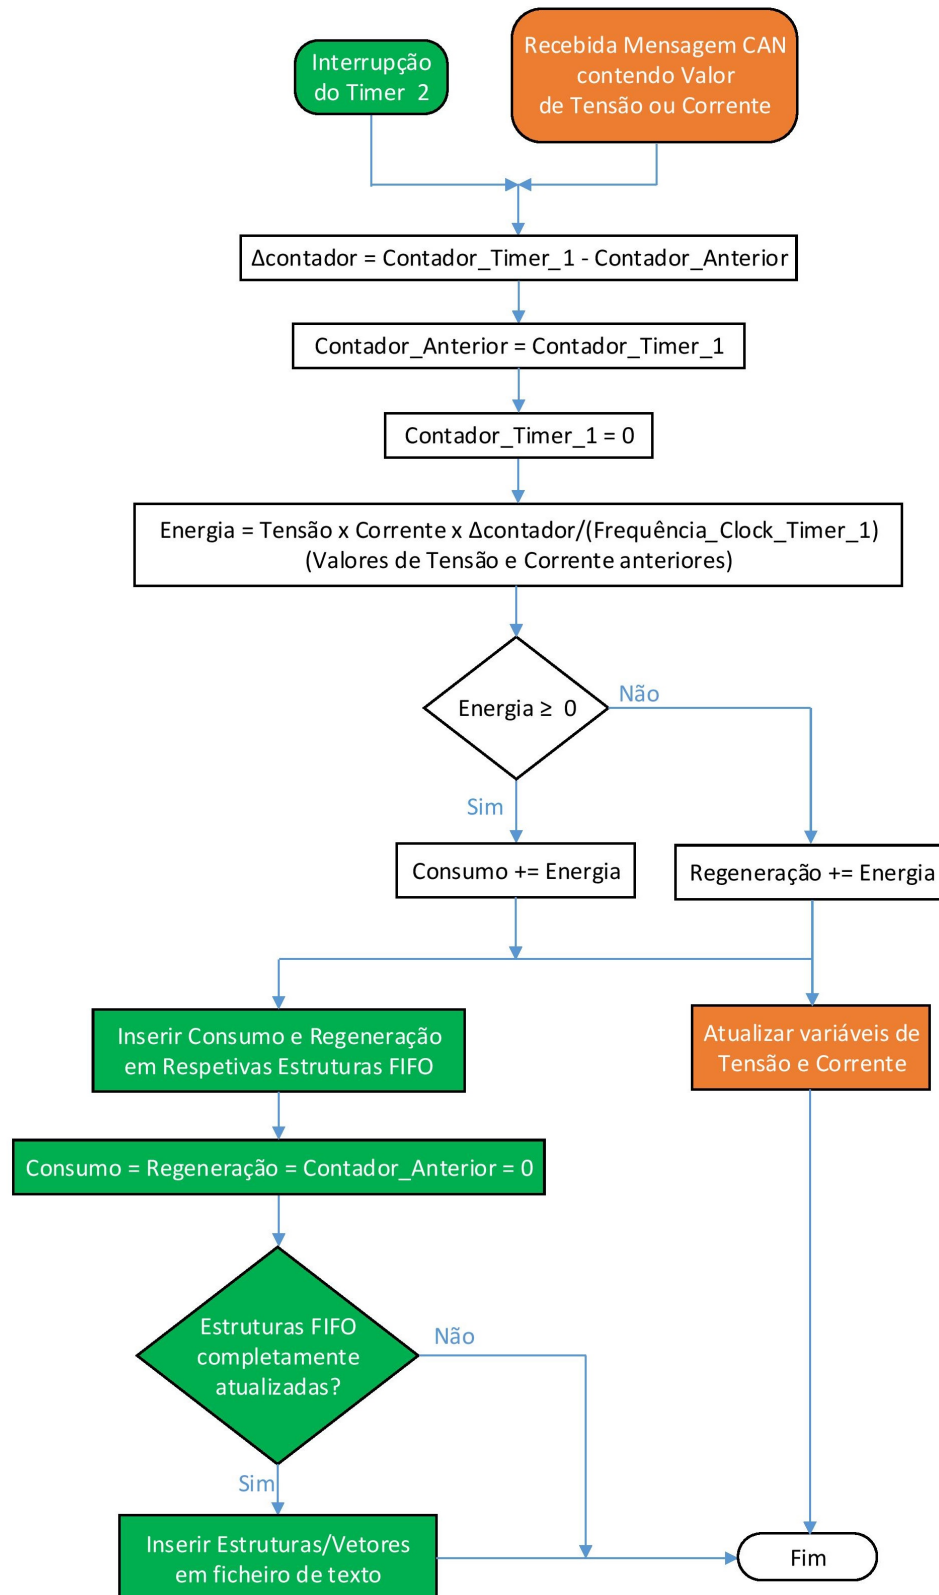 Interrupção
do Timer 2
Recebida Mensagem CAN
contendo Valor
de Tensão ou Corrente
Δcontador = Contador_Timer_1 - Contador_Anterior
Contador_Anterior = Contador_Timer_1
Contador_Timer_1 = 0
Energia = Tensão x Corrente x Δcontador/(Frequência_Clock_Timer_1)
(Valores de Tensão e Corrente anteriores)
Energia ≥ 0
Não
Sim
Consumo += Energia
Regeneração += Energia
Inserir Consumo e Regeneração
em Respetivas Estruturas FIFO
Atualizar variáveis de
Tensão e Corrente
Consumo = Regeneração = Contador_Anterior = 0
Estruturas FIFO
completamente
atualizadas?
Não
Sim
Inserir Estruturas/Vetores
em ficheiro de texto
Fim